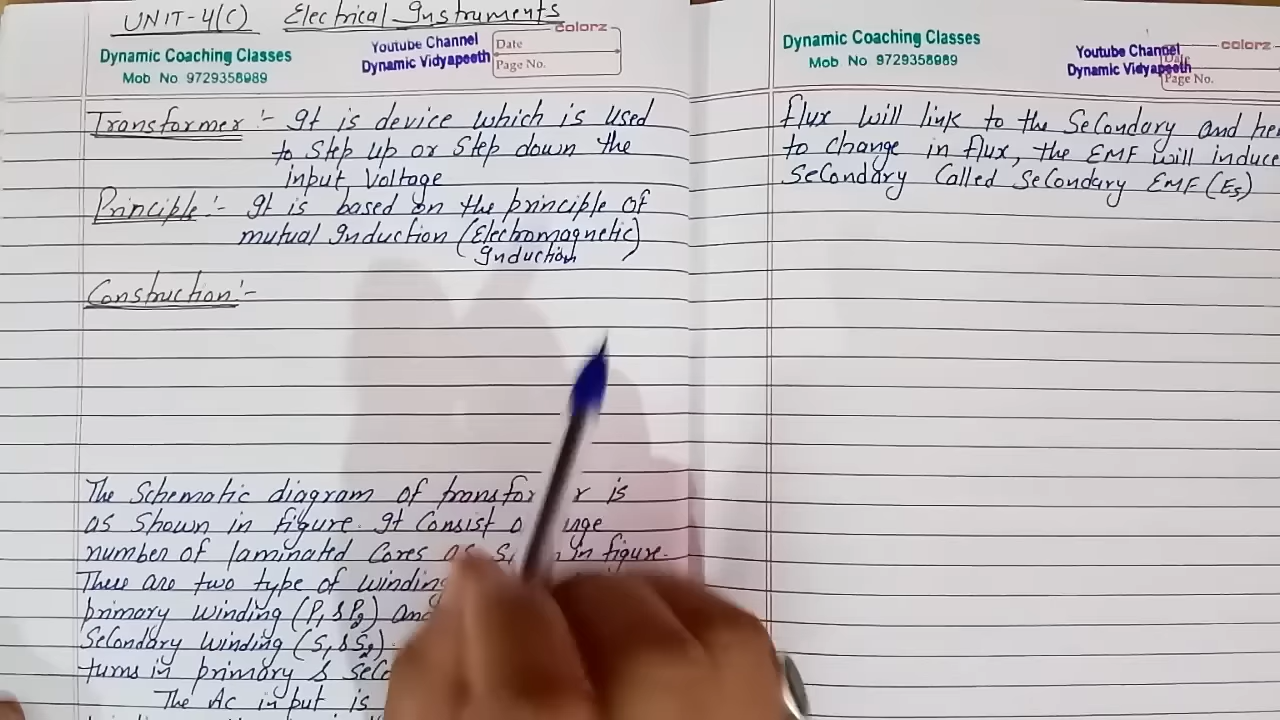 UNIT-4(C) Electrical Instruments
Dynamic Coaching Classes
Mob No 9729358989
Youtube Channel
Dynamic Vidyapeeth
colorz
Date
Page No.
Transformer :- It is device which is used
to Step up or Step down the
input Voltage
Principle :- It is based on the principle of
mutual Induction (Electromagnetic)
Induction
Construction :-
The Schematic diagram of transfor r is
as Shown in figure. It Consist
number of laminated Cores as in figure.
There are two type of winding
primary winding (P1 & P2) and
Secondary Winding (S1 & S2)
turns in primary &
The AC input is
Dynamic Coaching Classes
Mob No 9729358989
Youtube Channel
Dynamic Vidyapeeth
colorz
Page No.
flux will link to the Secondary and
to change in flux, the EMF will induce
Secondary Called Secondary EMF (Es)